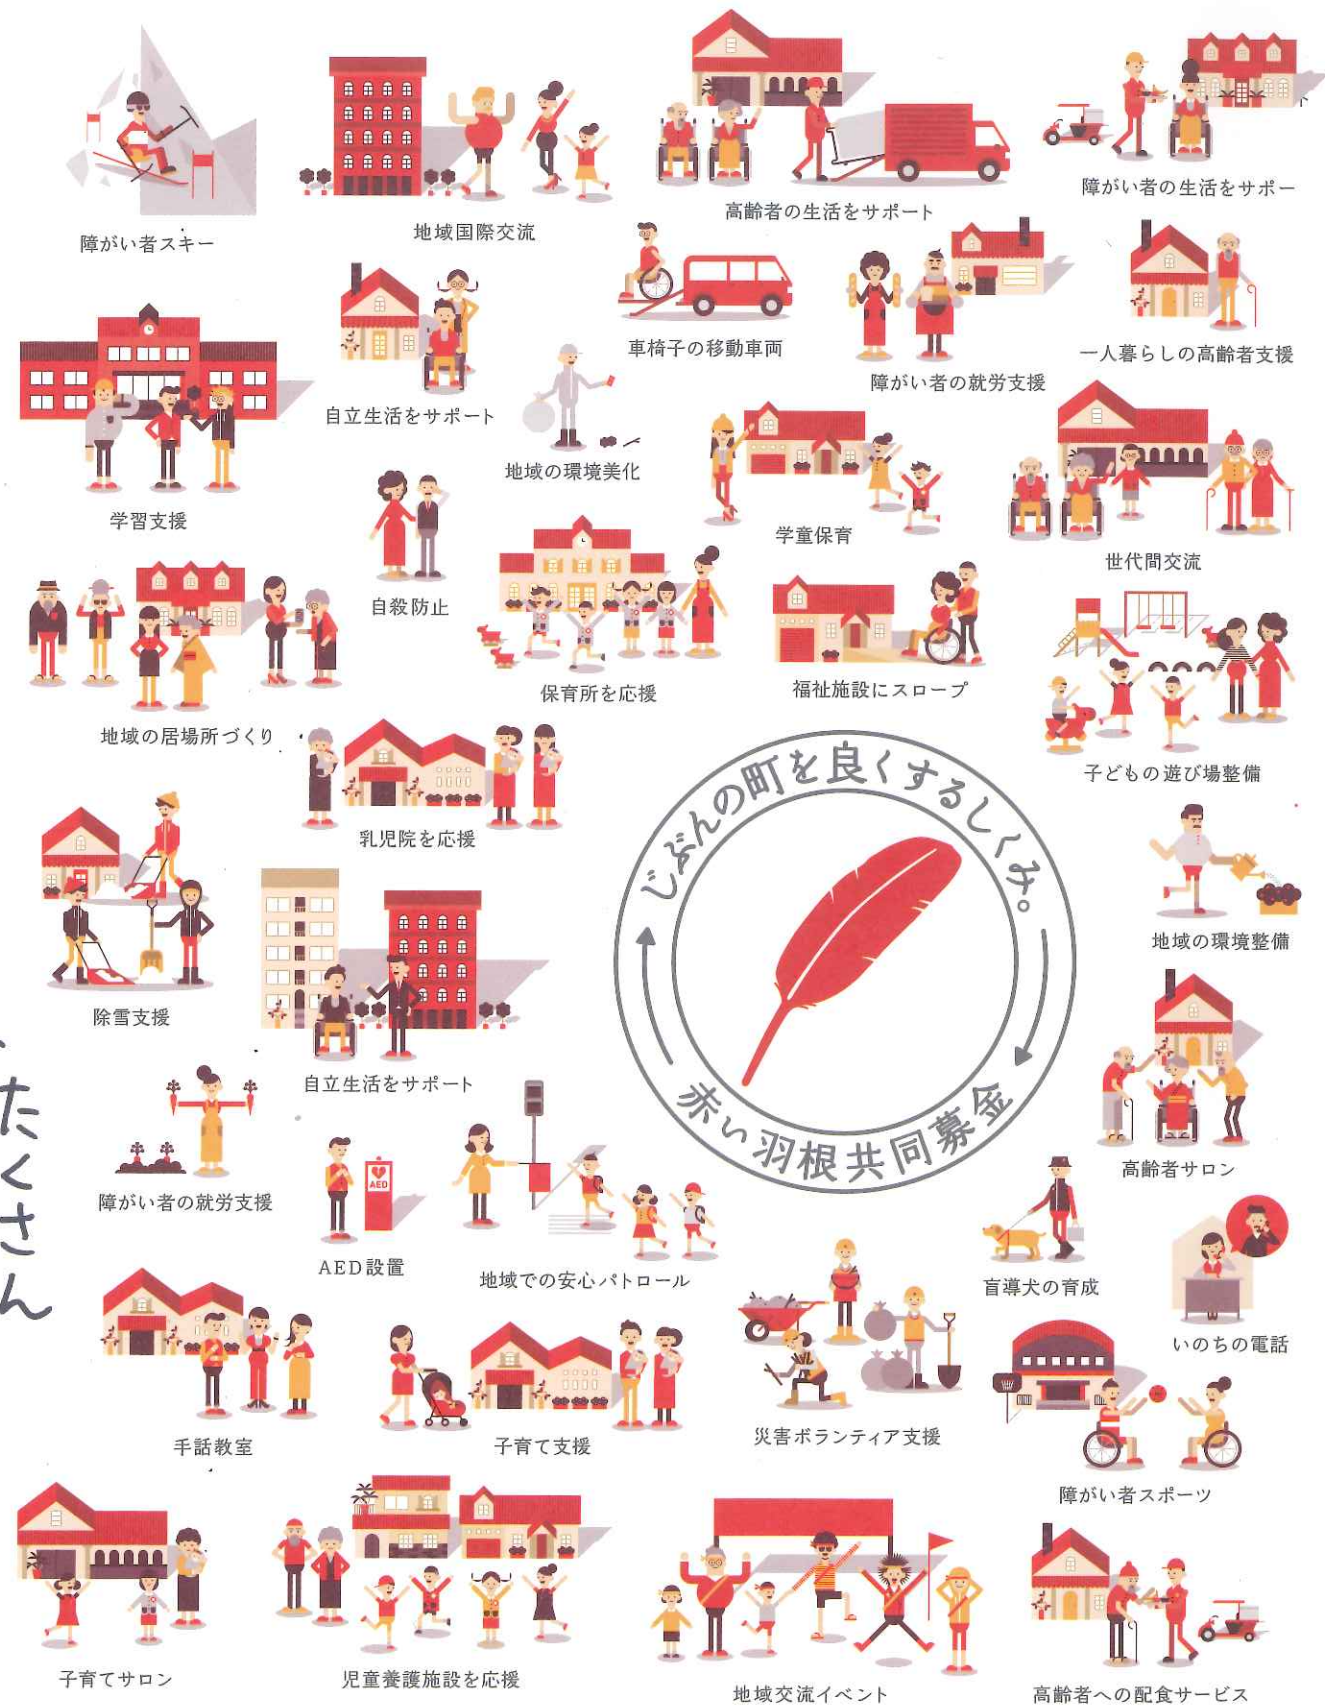 障がい者スキー
地域国際交流
高齢者の生活をサポート
障がい者の生活をサポー
学習支援
自立生活をサポート
地域の環境美化
車椅子の移動車両
障がい者の就労支援
一人暮らしの高齢者支援
自殺防止
学童保育
世代間交流
地域の居場所づくり
保育所を応援
福祉施設にスロープ
子どもの遊び場整備
乳児院を応援
じぶんの町を良くするしくみ。
赤い羽根共同募金
地域の環境整備
除雪支援
自立生活をサポート
高齢者サロン
たくさん
障がい者の就労支援
AED
AED設置
地域での安心パトロール
盲導犬の育成
いのちの電話
手話教室
子育て支援
災害ボランティア支援
障がい者スポーツ
子育てサロン
児童養護施設を応援
地域交流イベント
高齢者への配食サービス